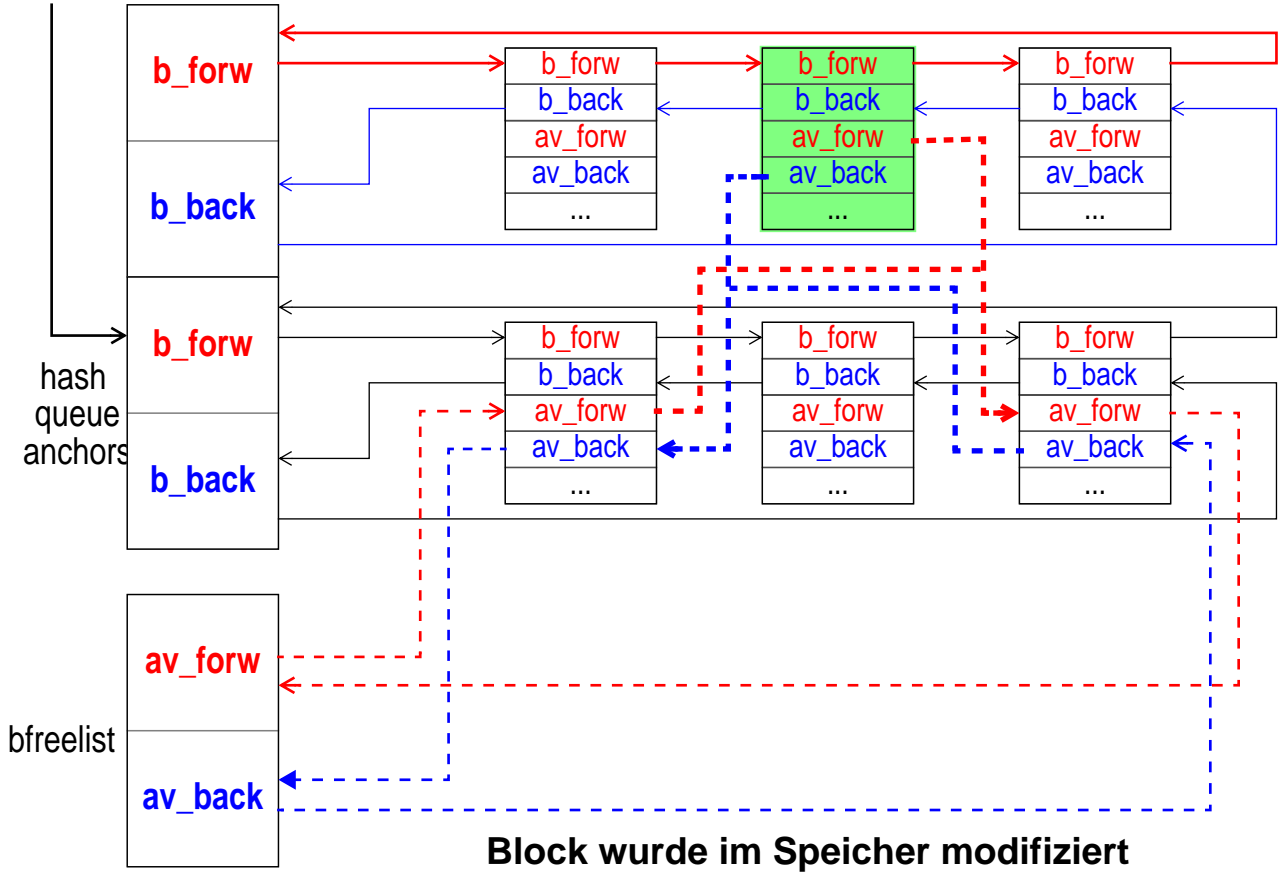 b_forw
b_back
b_forw
b_back
av_forw
av_back
...
b_forw
b_back
av_forw
av_back
...
b_forw
b_back
av_forw
av_back
...
hash
queue
anchors
b_forw
b_back
b_forw
b_back
av_forw
av_back
...
b_forw
b_back
av_forw
av_back
...
b_forw
b_back
av_forw
av_back
...
bfreelist
av_forw
av_back
Block wurde im Speicher modifiziert